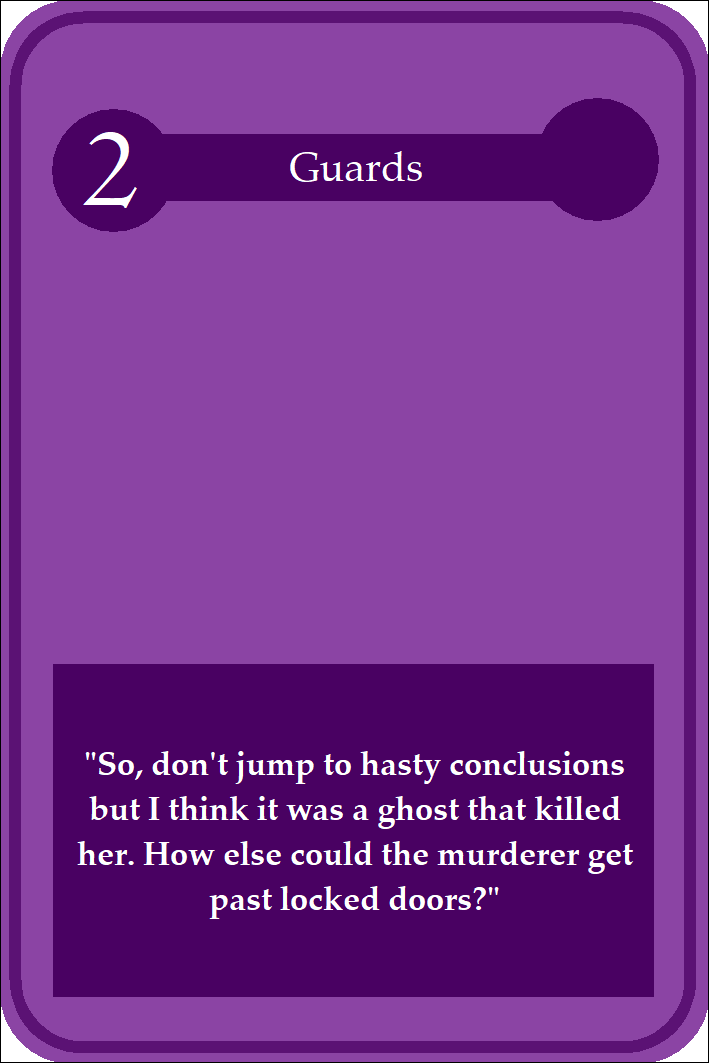 2
Guards
"So, don't jump to hasty conclusions
but I think it was a ghost that killed
her. How else could the murderer get
past locked doors?"